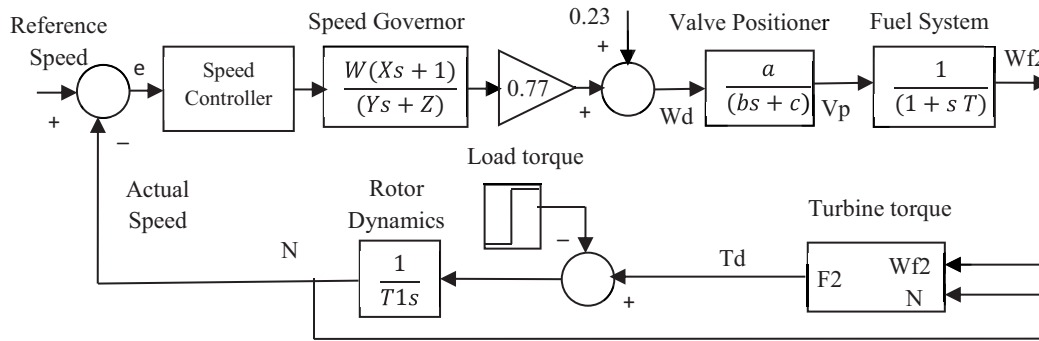 Reference
Speed
+
−
e
Speed
Controller
Speed Governor
W(Xs + 1)
(Ys + Z)
0.77
+
0.23
+
Wd
Valve Positioner
a
(bs + c)
Vp
Fuel System
1
(1 + s T)
Wf2
Load torque
−
+
Actual
Speed
N
Rotor
Dynamics
1
T1s
Td
Turbine torque
F2
Wf2
N